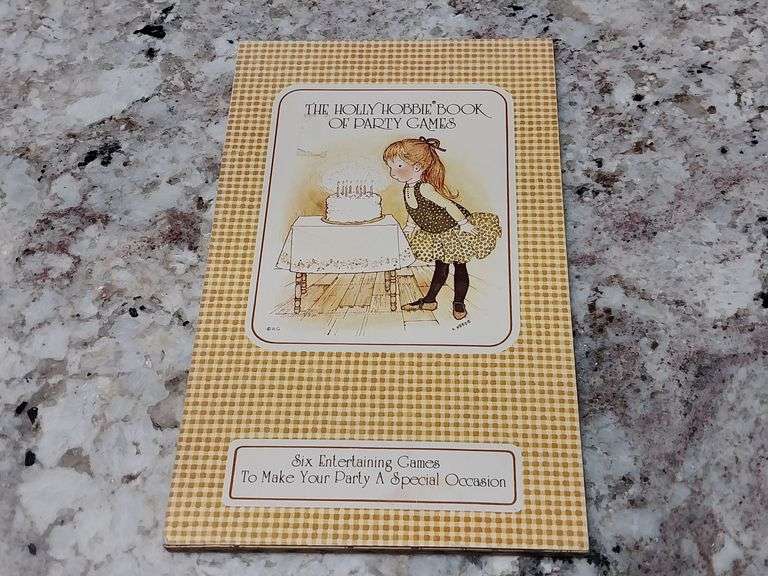 THE HOLLY HOBBIE® BOOK
OF PARTY GAMES
Six Entertaining Games
To Make Your Party A Special Occasion